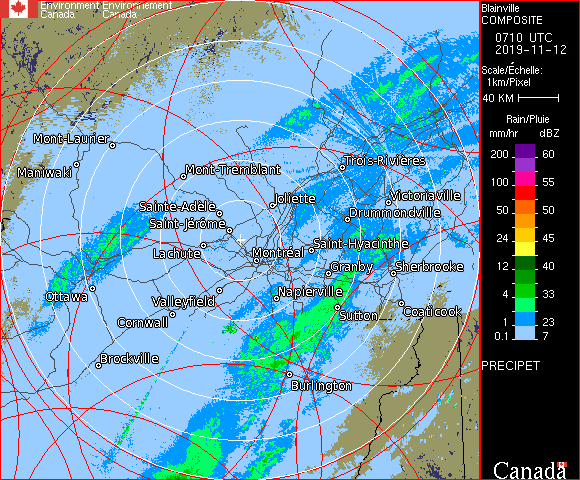 Environment Environnement
Canada Canada
Blainville
COMPOSITE
0710 UTC
2019-11-12
Scale/Échelle:
1km/Pixel
40 KM
Rain/Pluie
mm/hr dBZ
200 60
100 55
50 50
24 45
12 40
4 33
1 23
0.1 7
PRECIPET
Canada
Mont-Laurier
Maniwaki
Mont-Tremblant
Trois-Rivières
Sainte-Adèle
Joliette
Victoriaville
Saint-Jérôme
Drummondville
Lachute
Montréal
Saint-Hyacinthe
Granby
Sherbrooke
Ottawa
Valleyfield
Napierville
Cornwall
Sutton
Coaticook
Brockville
Burlington